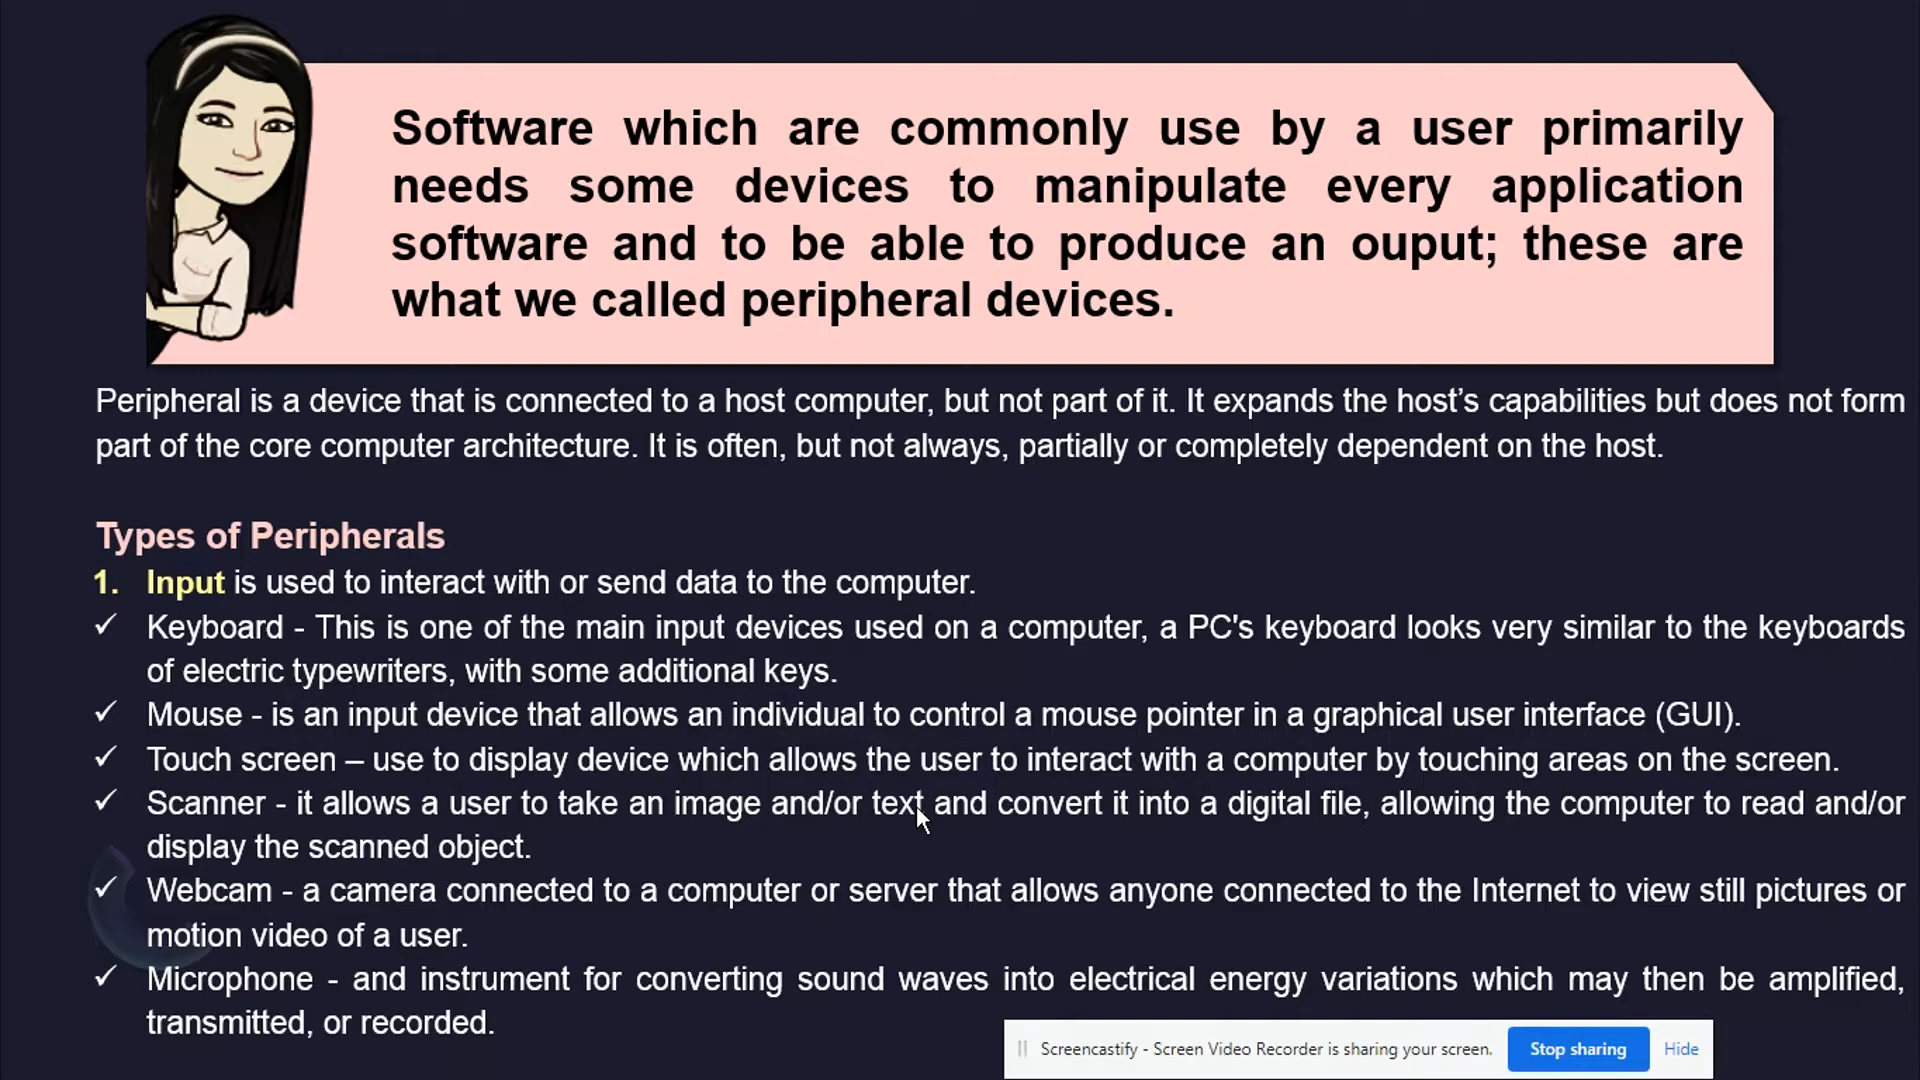 Software which are commonly use by a user primarily
needs some devices to manipulate every application
software and to be able to produce an ouput; these are
what we called peripheral devices.
Peripheral is a device that is connected to a host computer, but not part of it. It expands the host’s capabilities but does not form
part of the core computer architecture. It is often, but not always, partially or completely dependent on the host.
Types of Peripherals
1. Input is used to interact with or send data to the computer.
✓ Keyboard - This is one of the main input devices used on a computer, a PC's keyboard looks very similar to the keyboards
of electric typewriters, with some additional keys.
✓ Mouse - is an input device that allows an individual to control a mouse pointer in a graphical user interface (GUI).
✓ Touch screen – use to display device which allows the user to interact with a computer by touching areas on the screen.
✓ Scanner - it allows a user to take an image and/or text and convert it into a digital file, allowing the computer to read and/or
display the scanned object.
✓ Webcam - a camera connected to a computer or server that allows anyone connected to the Internet to view still pictures or
motion video of a user.
✓ Microphone - and instrument for converting sound waves into electrical energy variations which may then be amplified,
transmitted, or recorded.
Screencastify - Screen Video Recorder is sharing your screen. Stop sharing Hide